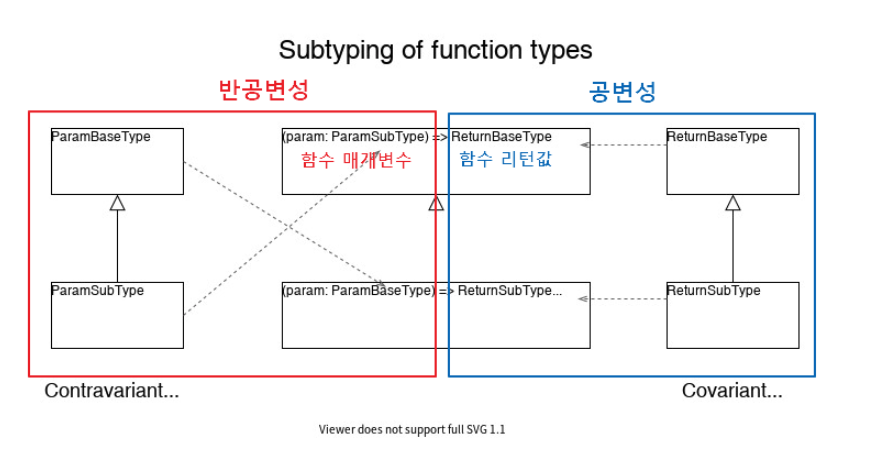 Subtyping of function types
반공변성
공변성
ParamBaseType
(param: ParamSubType) => ReturnBaseType
ReturnBaseType
함수 매개변수
함수 리턴값
ParamSubType
(param: ParamBaseType) => ReturnSubType...
ReturnSubType
Contravariant...
Covariant...
Viewer does not support full SVG 1.1